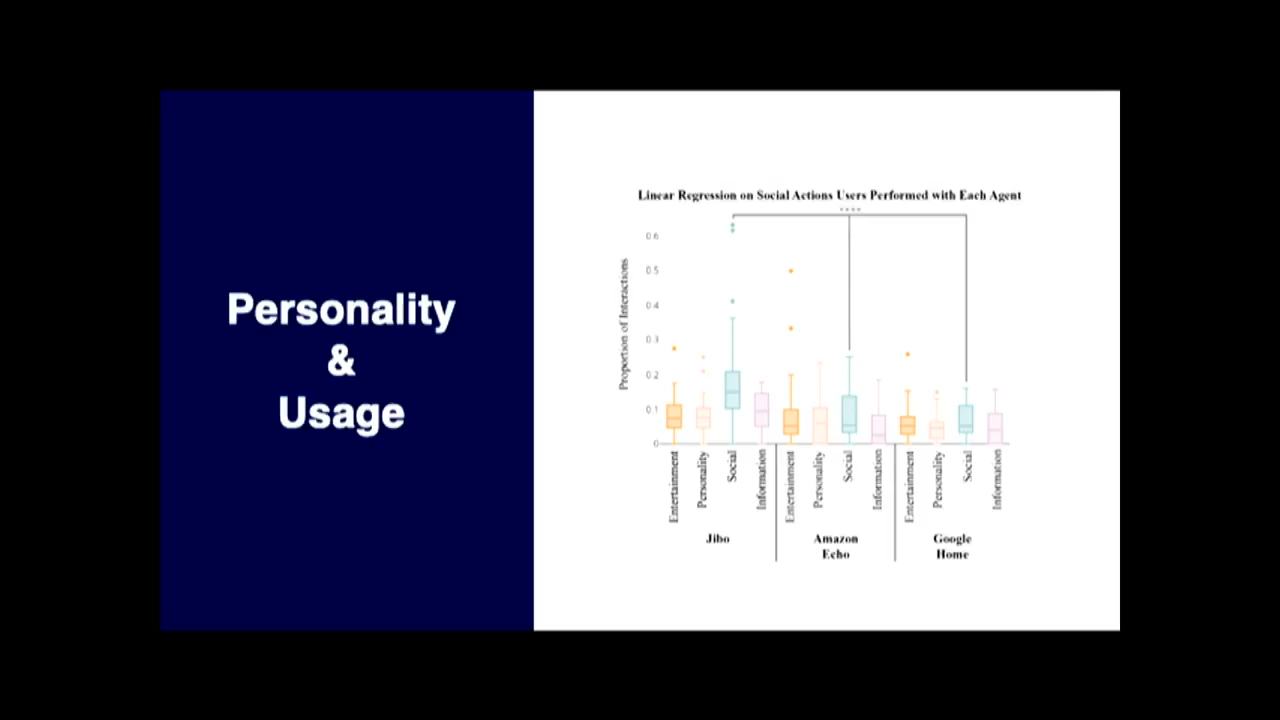 Personality
&
Usage
Linear Regression on Social Actions Users Performed with Each Agent
****
Proportion of Interactions
0.6
0.5
0.4
0.3
0.2
0.1
0
Entertainment
Personality
Social
Information
Entertainment
Personality
Social
Information
Entertainment
Personality
Social
Information
Jibo
Amazon
Echo
Google
Home